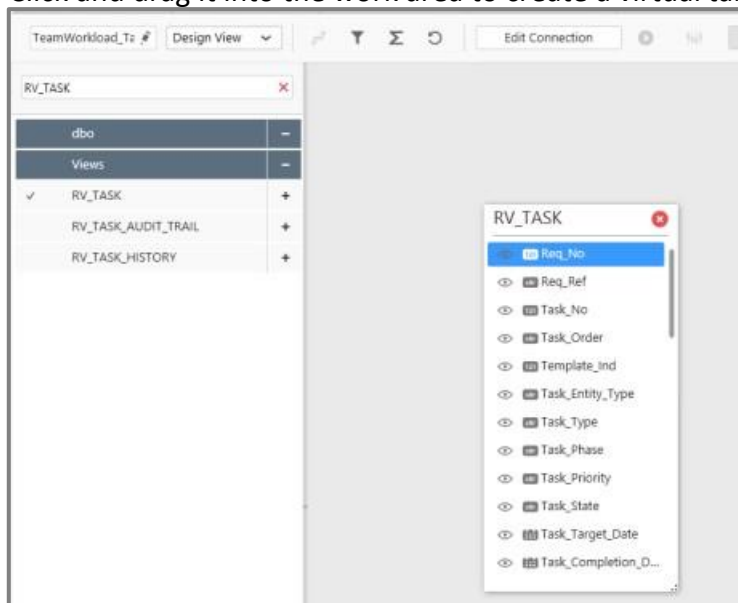 Click and drag it into the work area to create a virtual ta
TeamWorkload_Ta Design View Edit Connection
RV_TASK
dbo
Views
RV_TASK
RV_TASK_AUDIT_TRAIL
RV_TASK_HISTORY
RV_TASK
Req_No
Req_Ref
Task_No
Task_Order
Template_Ind
Task_Entity_Type
Task_Type
Task_Phase
Task_Priority
Task_State
Task_Target_Date
Task_Completion_D...